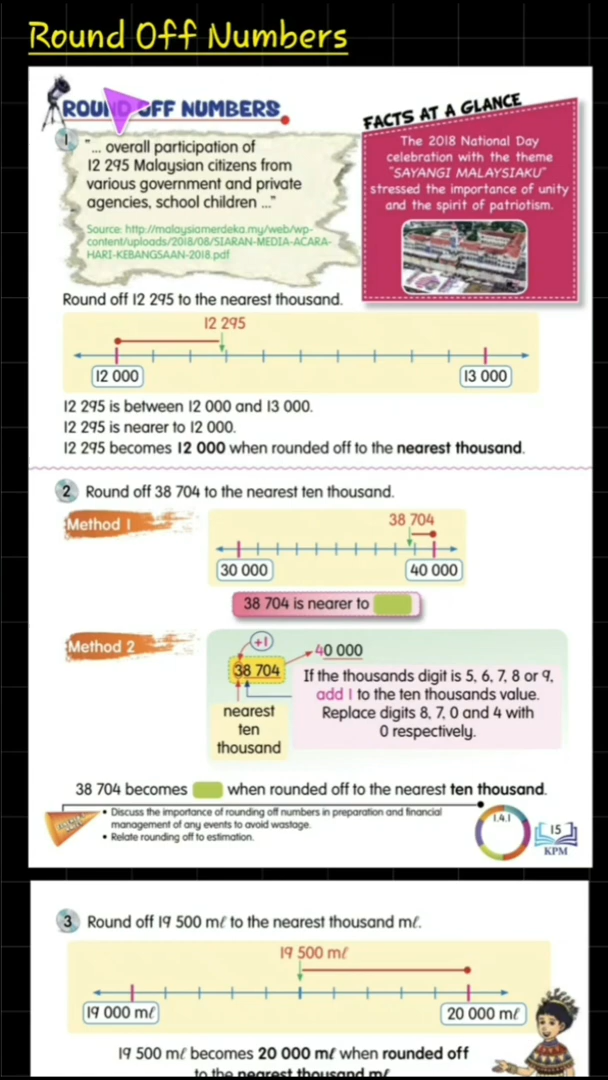 Round Off Numbers
ROUND OFF NUMBERS
1
"... overall participation of
12 295 Malaysian citizens from
various government and private
agencies, school children ..."
Source: http://malaysiamerdeka.my/web/wp-
content/uploads/2018/08/SIARAN-MEDIA-ACARA-
HARI-KEBANGSAAN-2018.pdf
FACTS AT A GLANCE
The 2018 National Day
celebration with the theme
"SAYANGI MALAYSIAKU"
stressed the importance of unity
and the spirit of patriotism.
Round off 12 295 to the nearest thousand.
12 295
12 000
13 000
12 295 is between 12 000 and 13 000.
12 295 is nearer to 12 000.
12 295 becomes 12 000 when rounded off to the nearest thousand.
2 Round off 38 704 to the nearest ten thousand.
Method 1
38 704
30 000
40 000
38 704 is nearer to
Method 2
+1
40 000
38 704
nearest
ten
thousand
If the thousands digit is 5, 6, 7, 8 or 9,
add 1 to the ten thousands value.
Replace digits 8, 7, 0 and 4 with
0 respectively.
38 704 becomes when rounded off to the nearest ten thousand.
• Discuss the importance of rounding off numbers in preparation and financial
management of any events to avoid wastage.
• Relate rounding off to estimation.
1.4.1
15
KPM
3 Round off 19 500 mℓ to the nearest thousand mℓ.
19 500 mℓ
19 000 mℓ
20 000 mℓ
19 500 mℓ becomes 20 000 mℓ when rounded off
to the nearest thousand mℓ